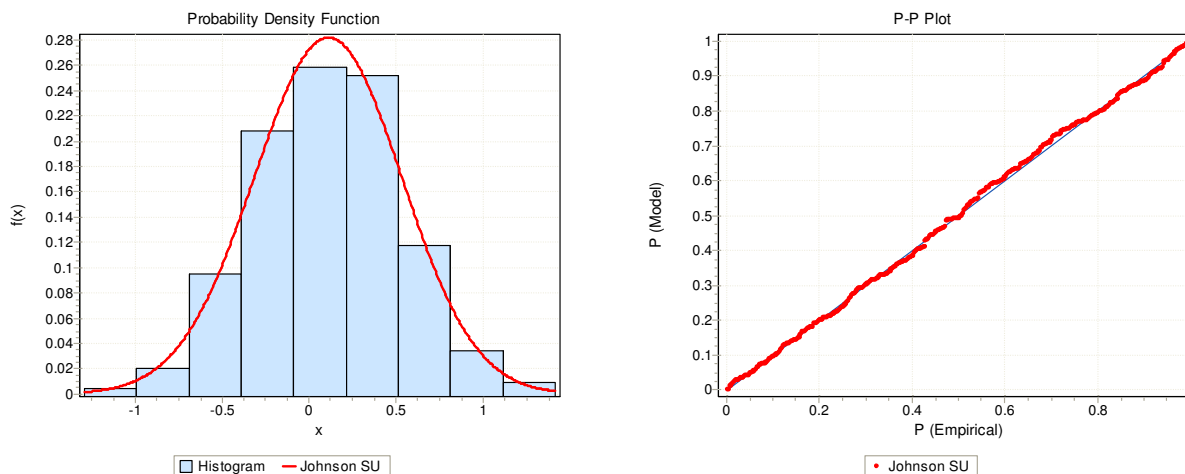 Probability Density Function
0.28
0.26
0.24
0.22
0.2
0.18
0.16
0.14
0.12
0.1
0.08
0.06
0.04
0.02
0
f(x)
-1 -0.5 0 0.5 1
x
Histogram Johnson SU
P-P Plot
1
0.9
0.8
0.7
0.6
0.5
0.4
0.3
0.2
0.1
0
P (Model)
0 0.2 0.4 0.6 0.8
P (Empirical)
Johnson SU